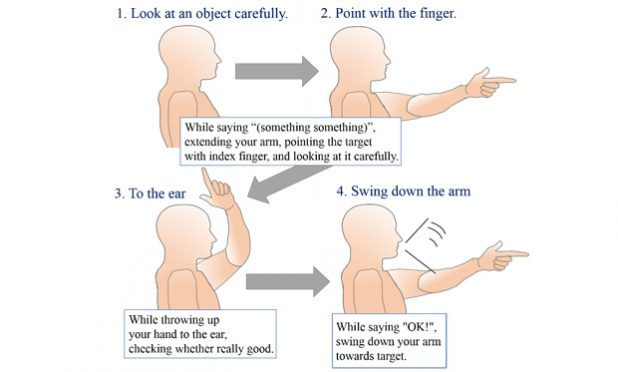 1. Look at an object carefully.
2. Point with the finger.
While saying “(something something)”,
extending your arm, pointing the target
with index finger, and looking at it carefully.
3. To the ear
4. Swing down the arm
While throwing up
your hand to the ear,
checking whether really good.
While saying "OK!",
swing down your arm
towards target.